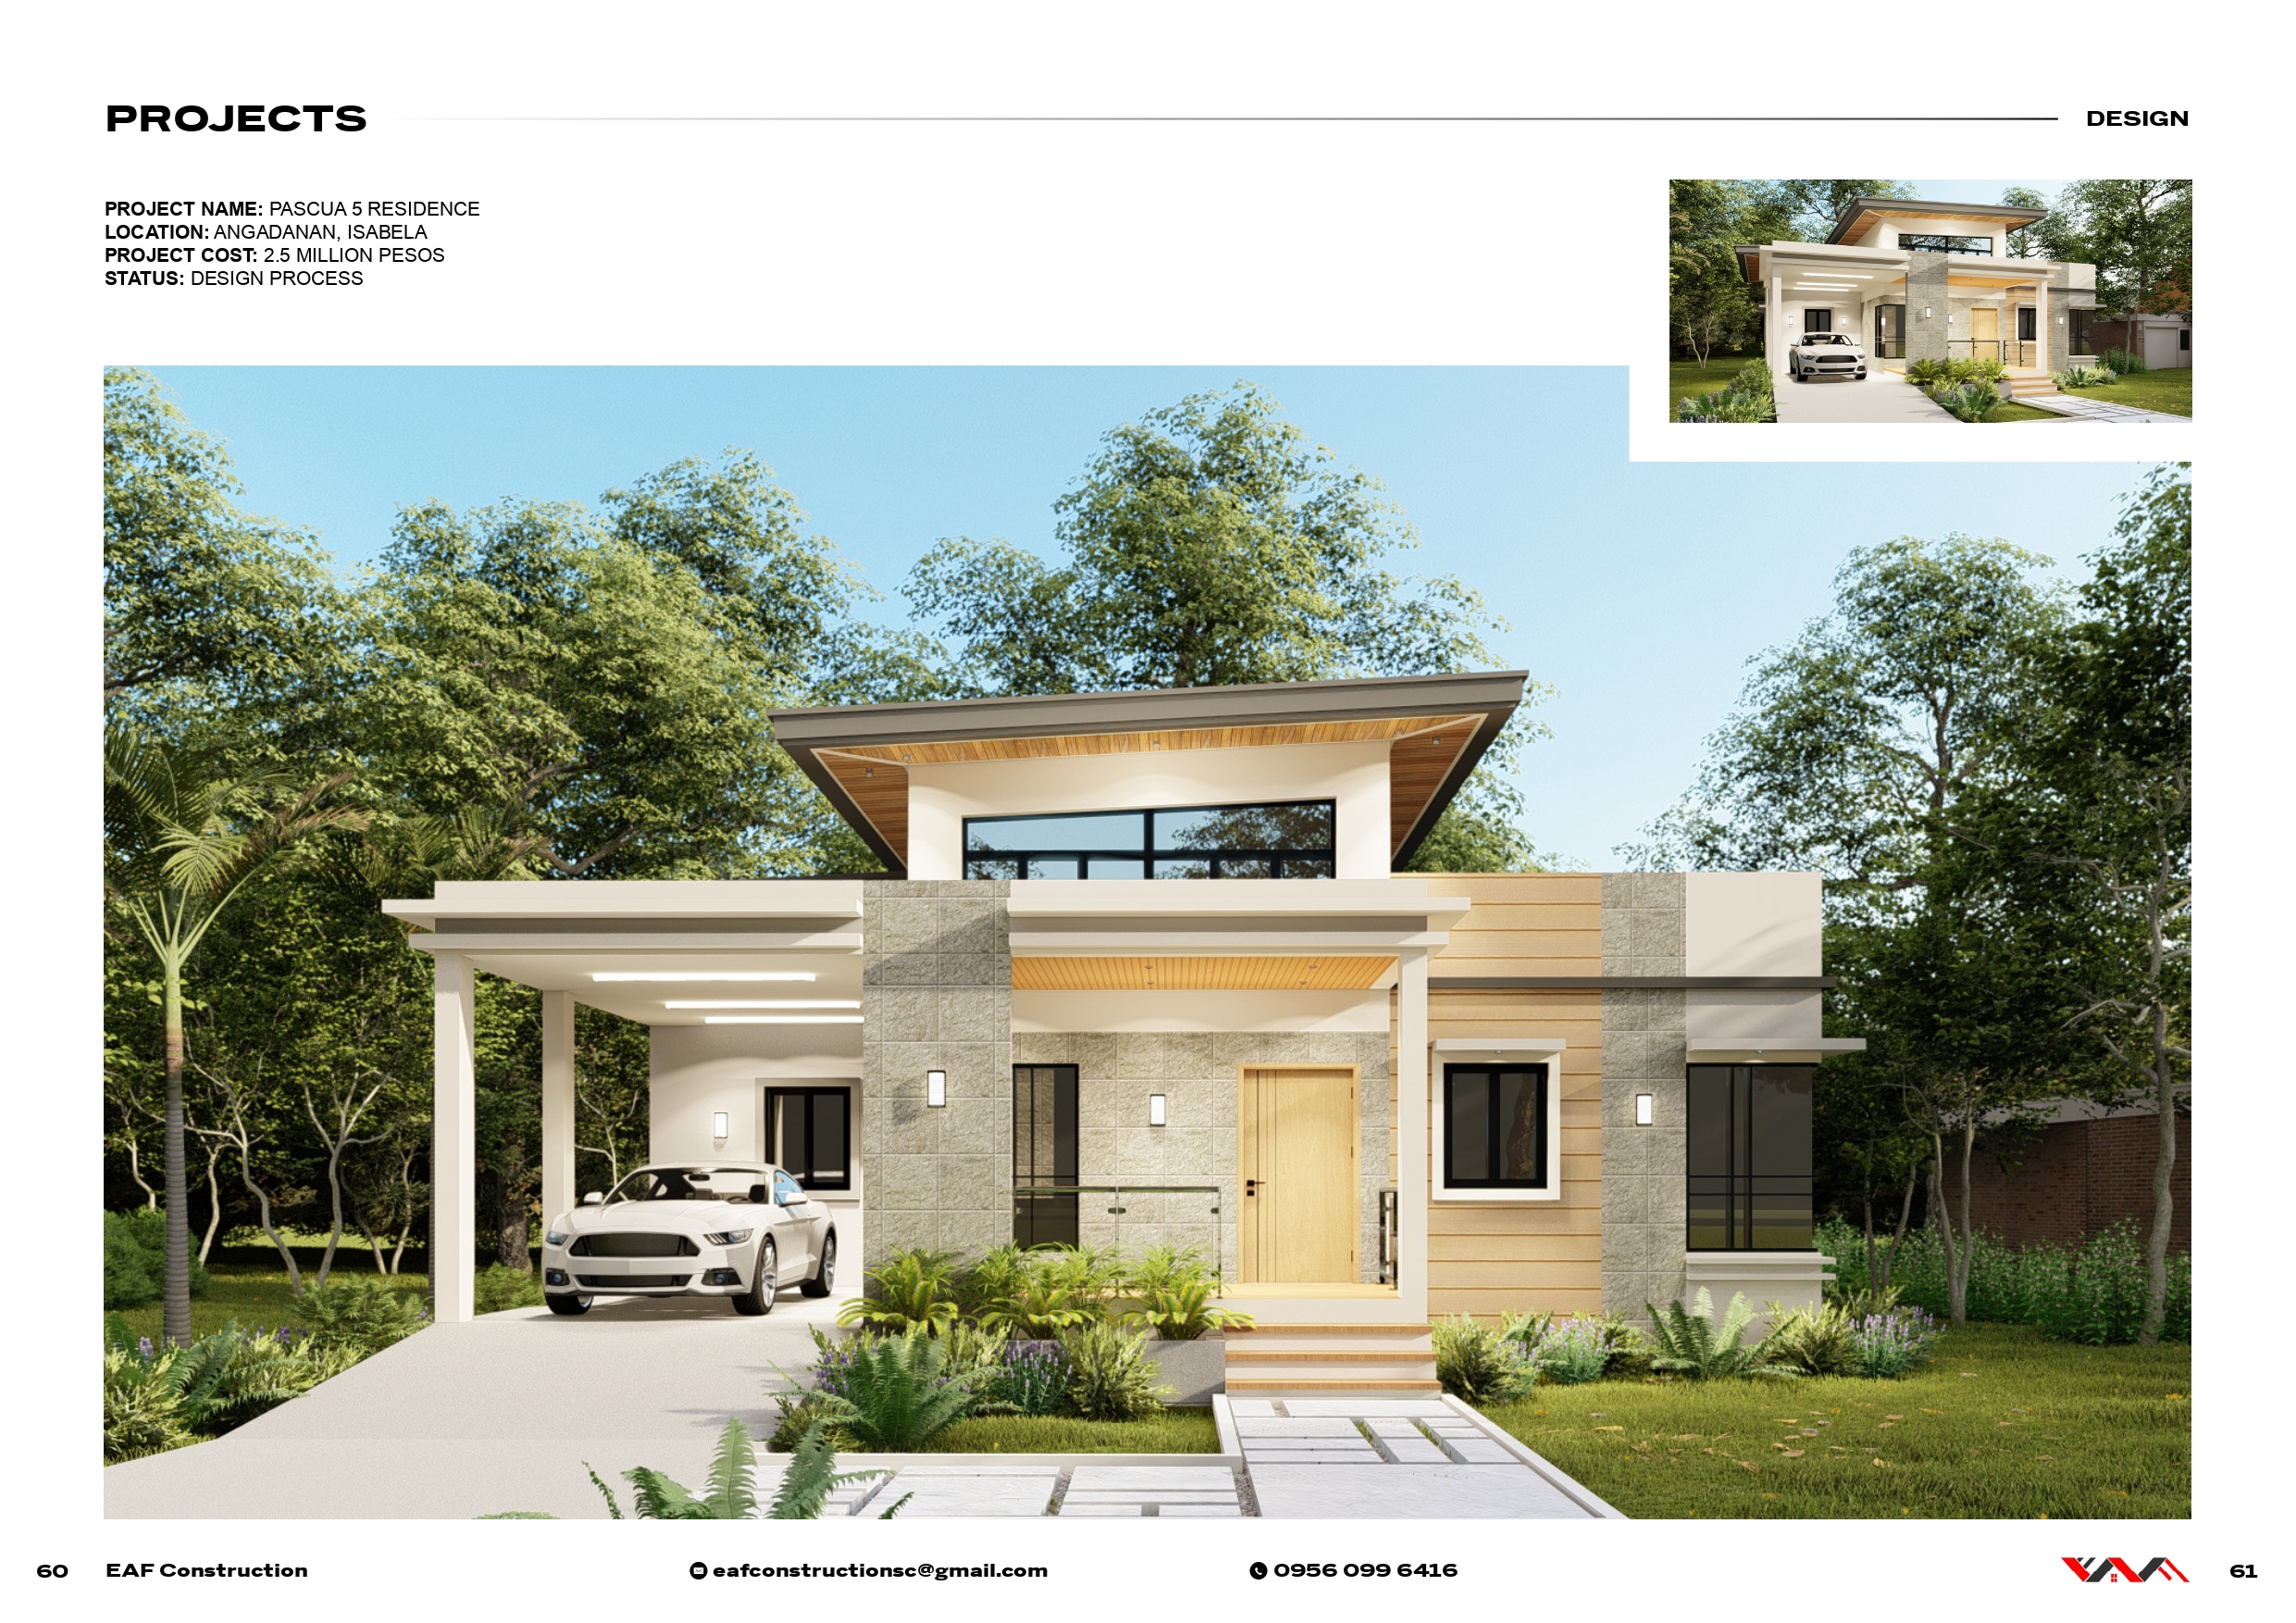 PROJECTS
DESIGN
PROJECT NAME: PASCUA 5 RESIDENCE
LOCATION: ANGADANAN, ISABELA
PROJECT COST: 2.5 MILLION PESOS
STATUS: DESIGN PROCESS
60 EAF Construction eafconstructionsc@gmail.com 0956 099 6416 61